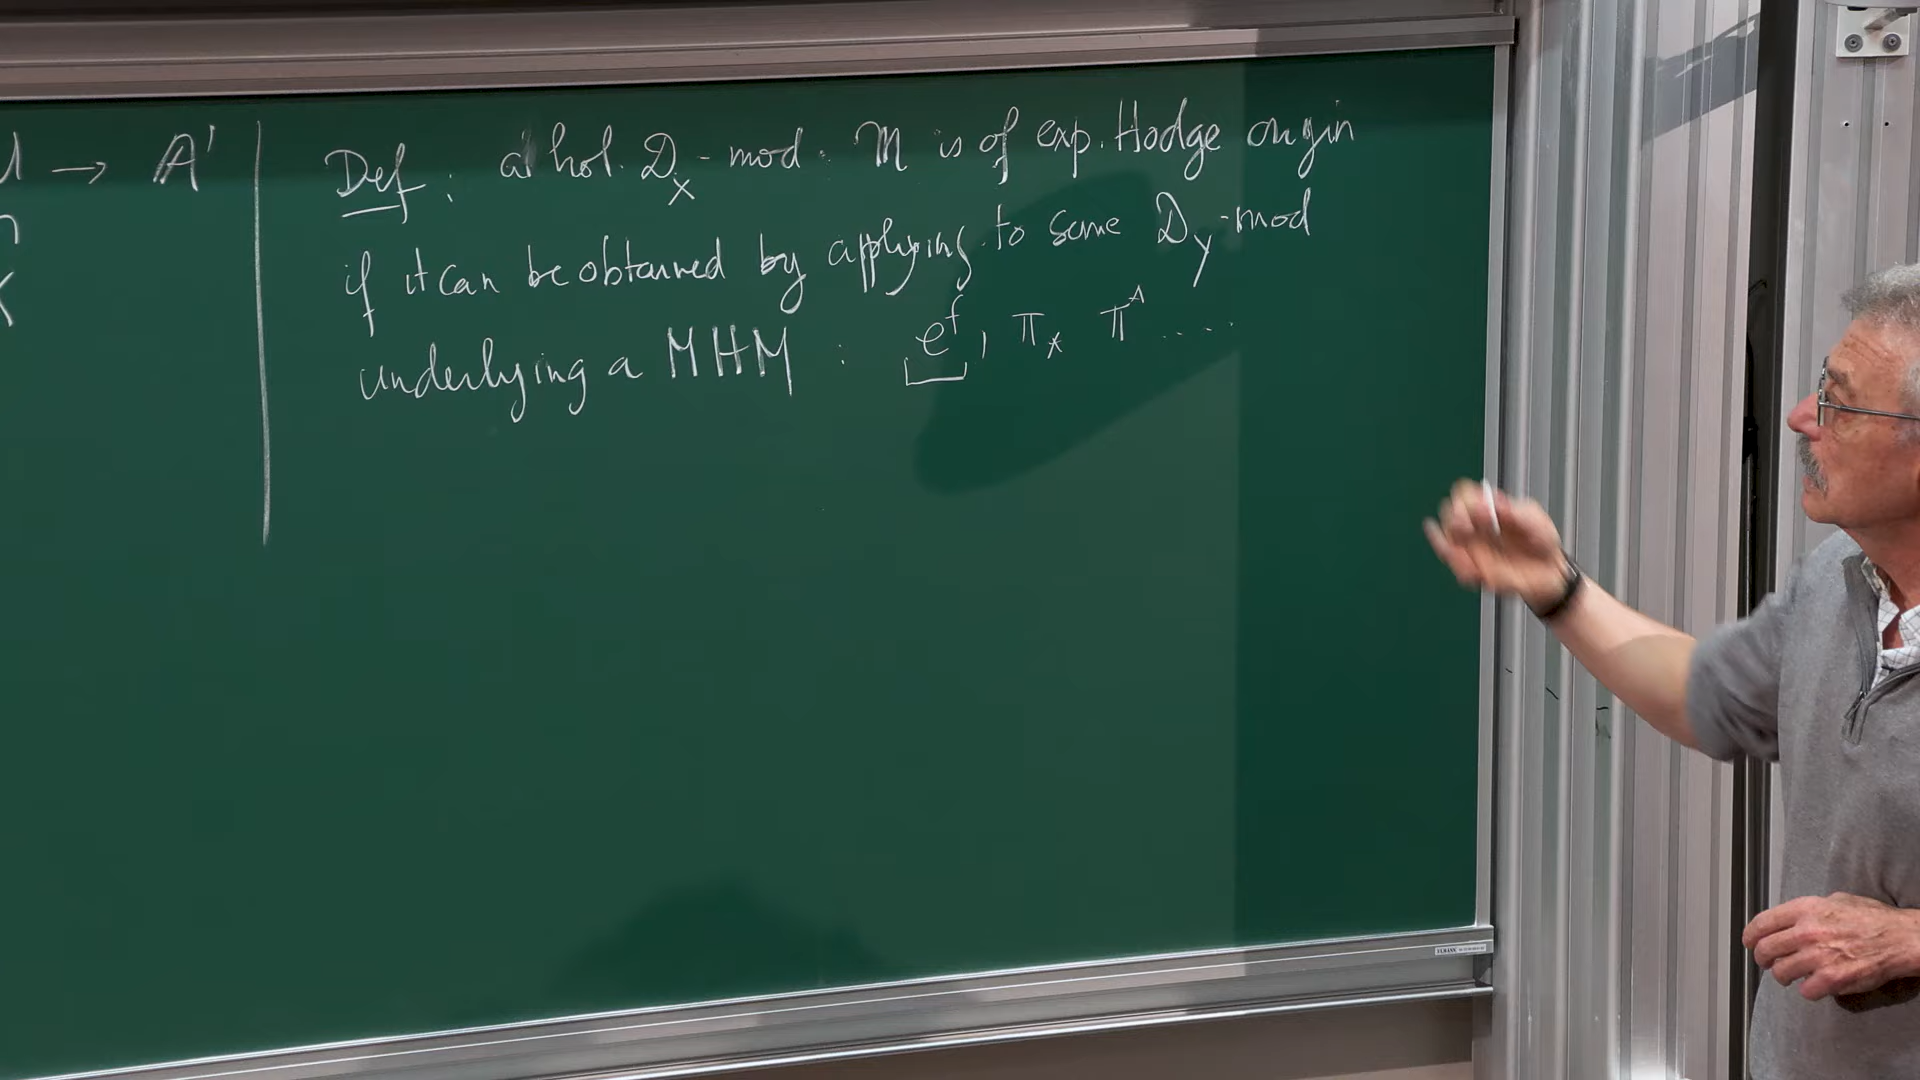 → A'
Def : a hol. D_X - mod. M is of exp. Hodge origin
if it can be obtained by applying to some D_Y - mod
underlying a MHM : e^f, π_* π^* ....